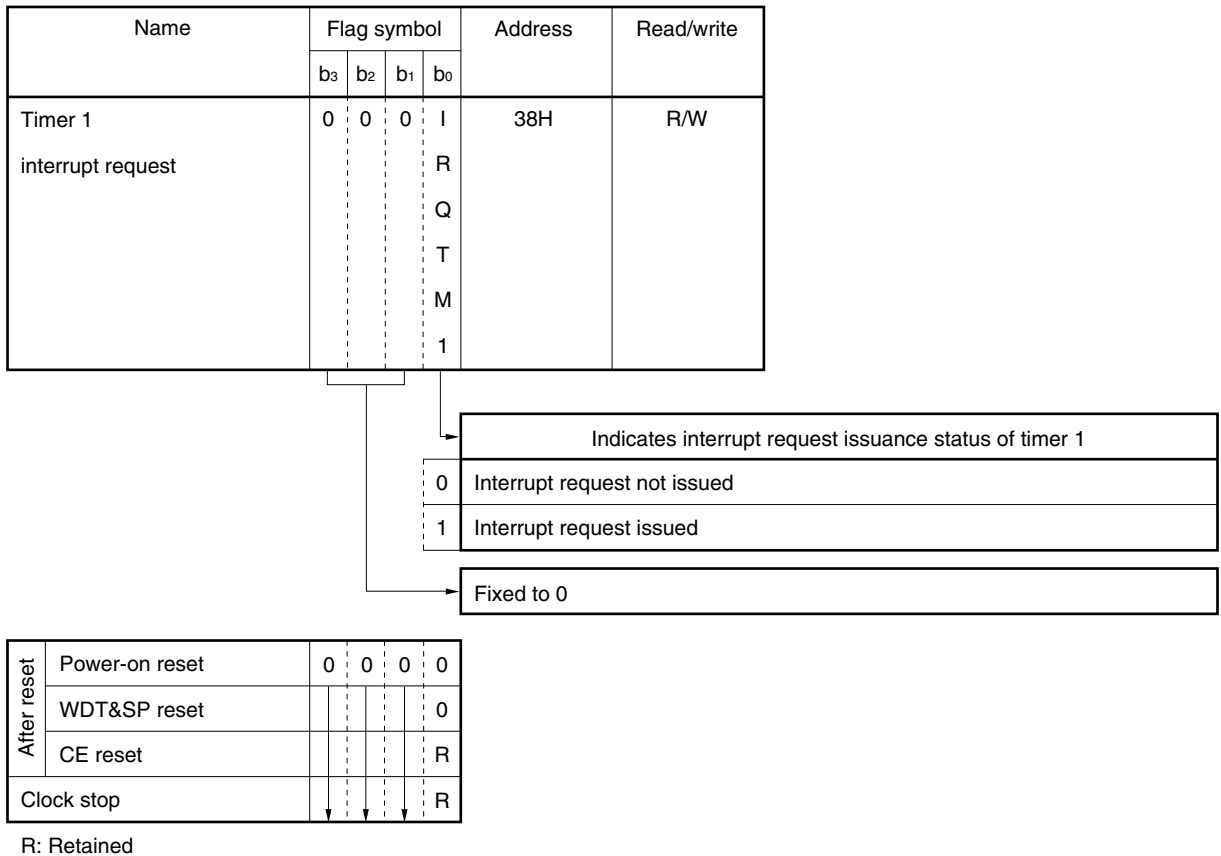 Name Flag symbol Address Read/write
b3 b2 b1 b0
Timer 1 0 0 0 I 38H R/W
interrupt request R
Q
T
M
1
Indicates interrupt request issuance status of timer 1
0 Interrupt request not issued
1 Interrupt request issued
Fixed to 0
After reset
Power-on reset 0 0 0 0
WDT&SP reset 0
CE reset R
Clock stop R
R: Retained